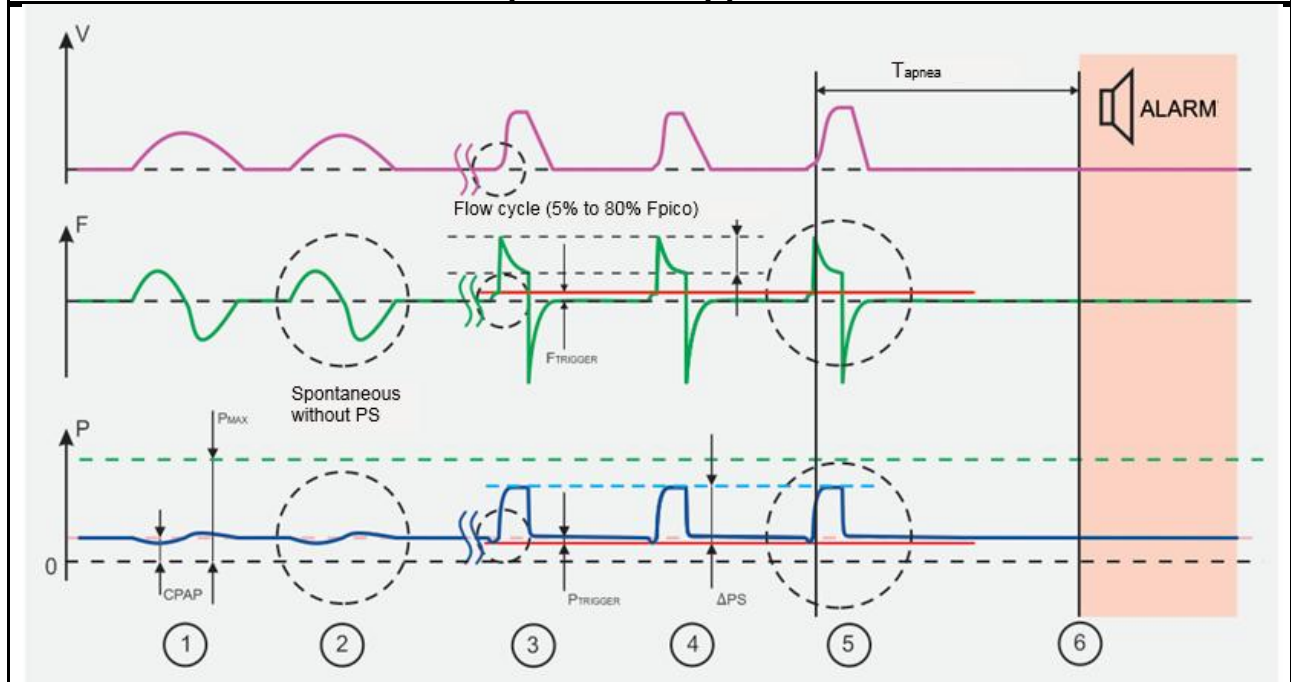 V
Tapnea
ALARM
Flow cycle (5% to 80% Fpico)
F
FTRIGGER
Spontaneous
without PS
PMAX
P
0
CPAP
PTRIGGER
ΔPS
1
2
3
4
5
6